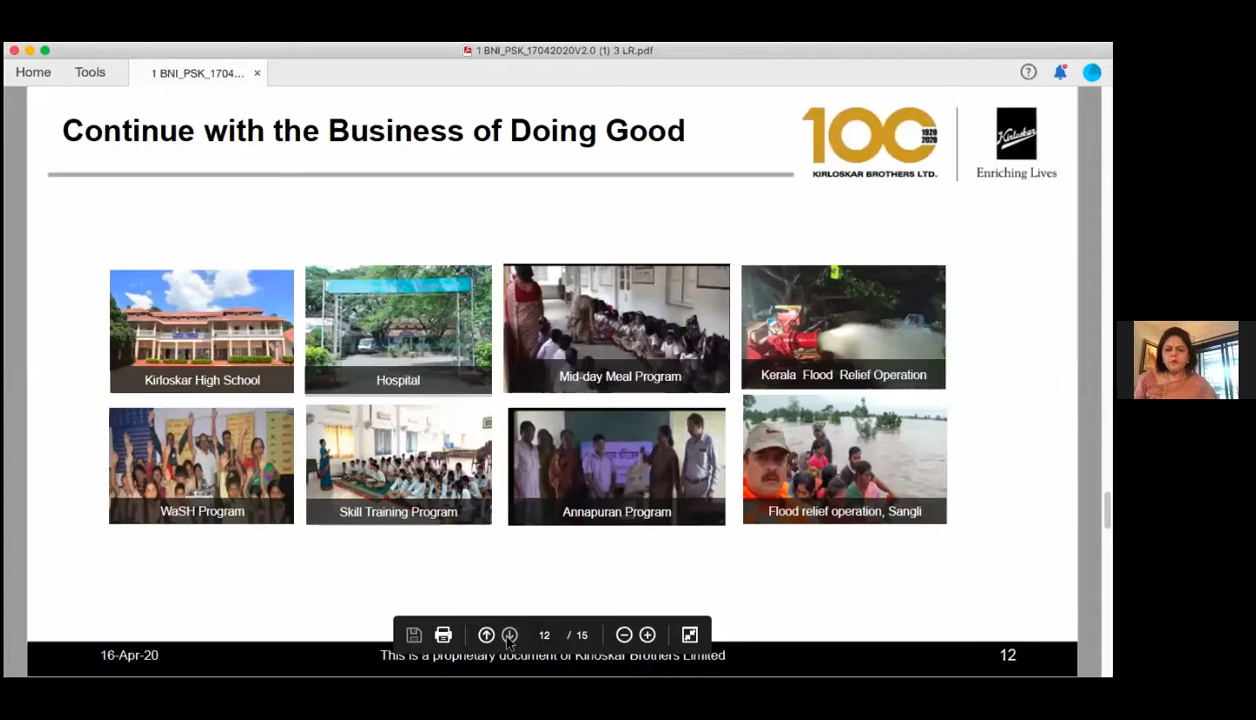 1 BNI_PSK_17042020V2.0 (1) 3 LR.pdf
Home Tools 1 BNI_PSK_1704... ×
Continue with the Business of Doing Good
100
1920
2020
KIRLOSKAR BROTHERS LTD.
Kirloskar
Enriching Lives
Kirloskar High School
Hospital
Mid-day Meal Program
Kerala Flood Relief Operation
WaSH Program
Skill Training Program
Annapuran Program
Flood relief operation, Sangli
12 / 15
16-Apr-20
This is a proprietary document of Kirloskar Brothers Limited
12